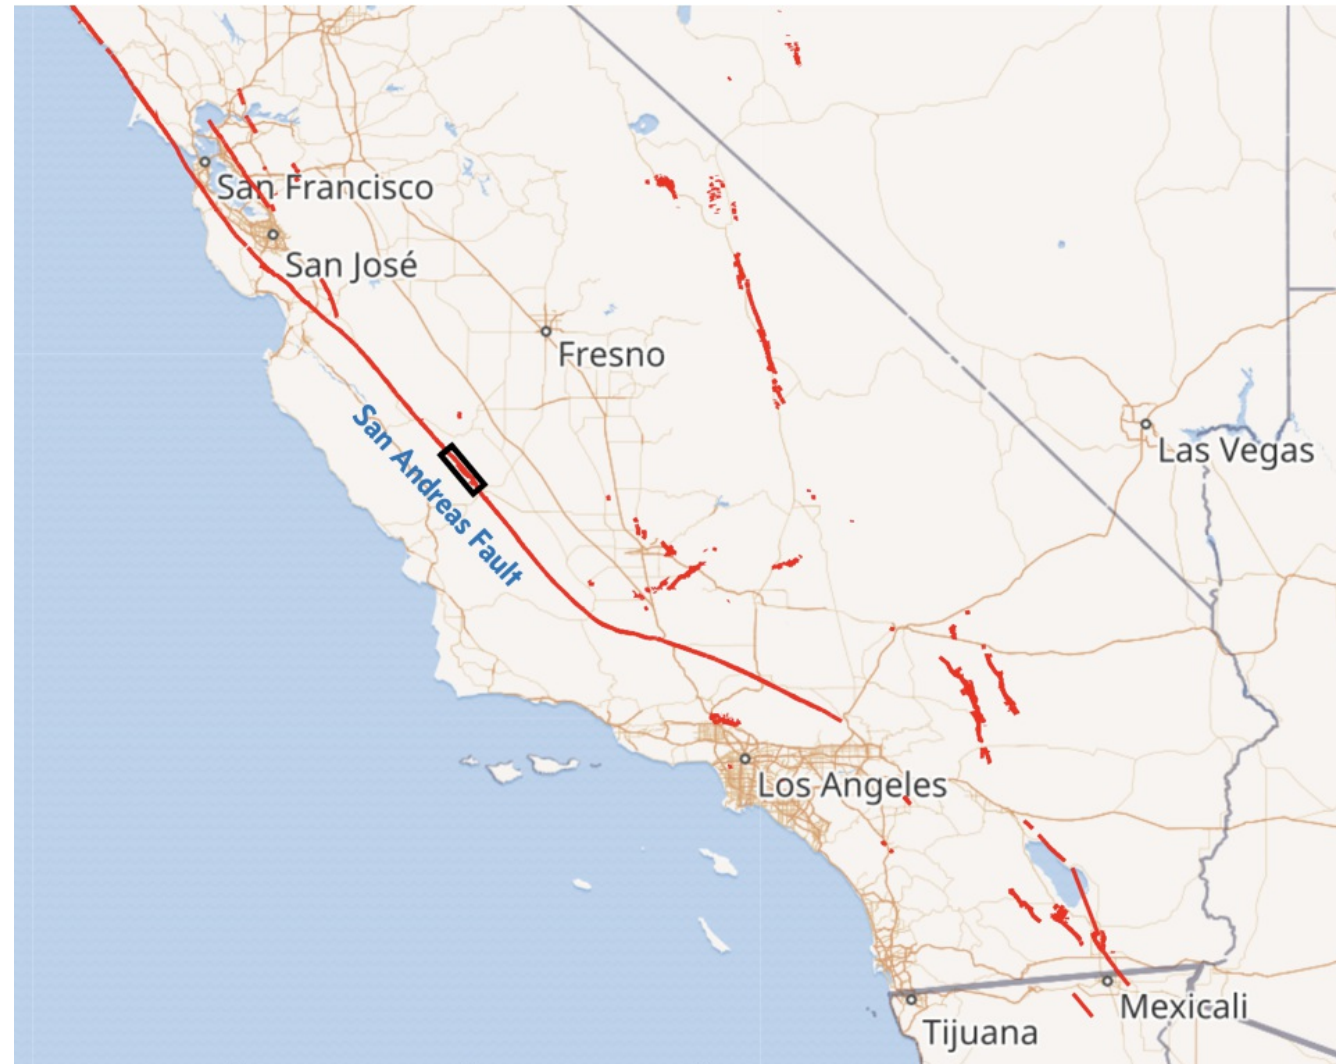 San Francisco
San José
Fresno
San Andreas Fault
Las Vegas
Los Angeles
Mexicali
Tijuana